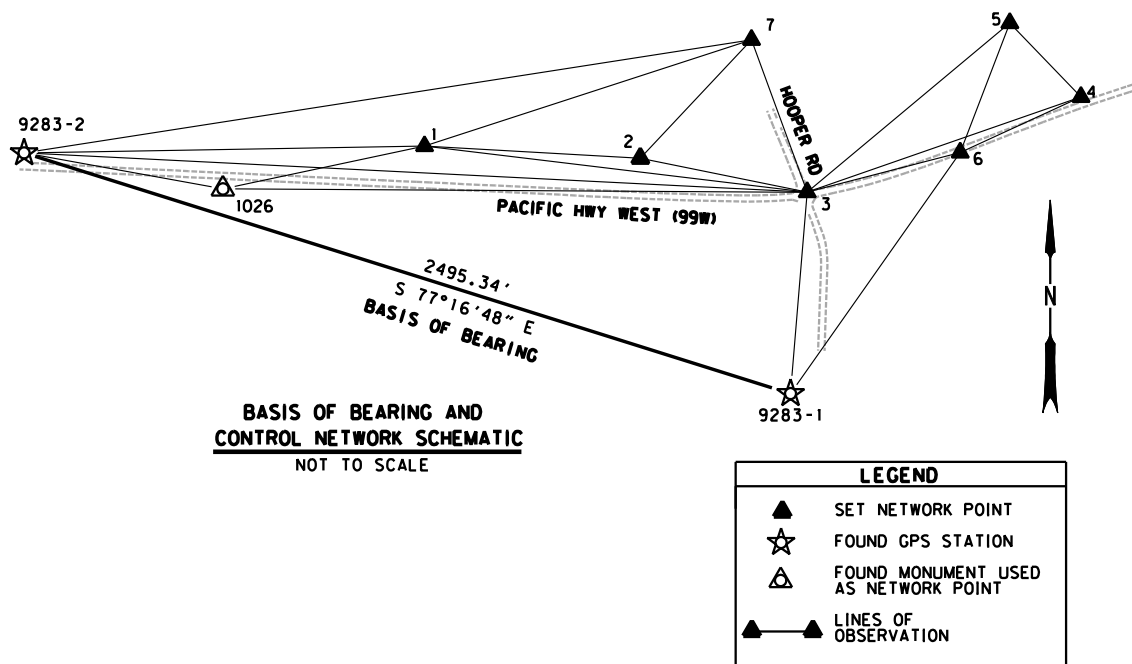 5
7
4
HOOPER RD
9283-2
1
2
6
3
1026
PACIFIC HWY WEST (99W)
2495.34'
S 77°16'48" E
BASIS OF BEARING
N
9283-1
BASIS OF BEARING AND
CONTROL NETWORK SCHEMATIC
NOT TO SCALE
LEGEND
SET NETWORK POINT
FOUND GPS STATION
FOUND MONUMENT USED
AS NETWORK POINT
LINES OF
OBSERVATION